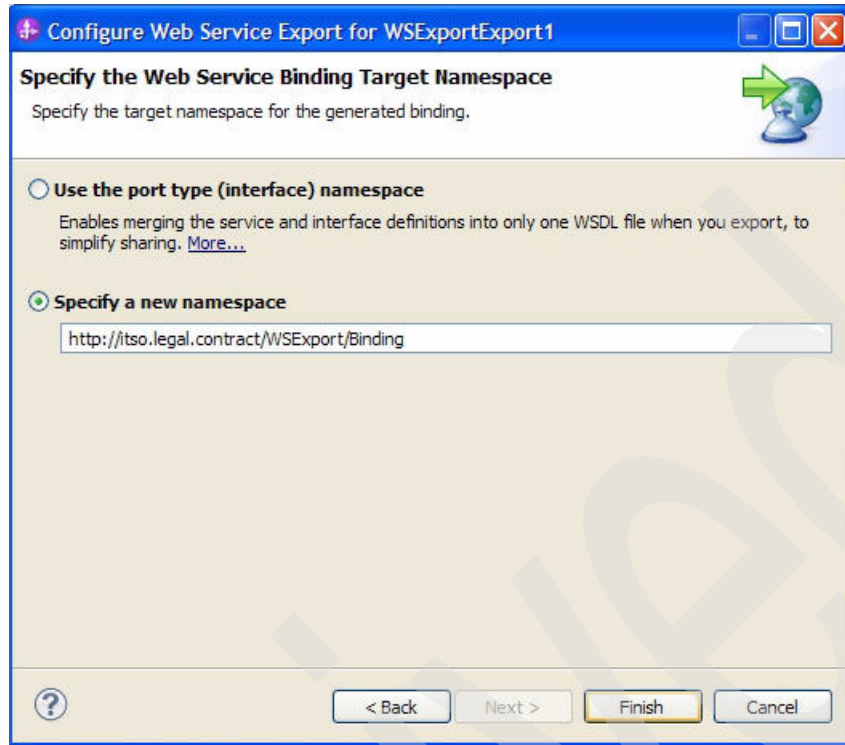 Configure Web Service Export for WSExportExport1
Specify the Web Service Binding Target Namespace
Specify the target namespace for the generated binding.
Use the port type (interface) namespace
Enables merging the service and interface definitions into only one WSDL file when you export, to
simplify sharing. More...
Specify a new namespace
http://itso.legal.contract/WSExport/Binding
? < Back Next > Finish Cancel